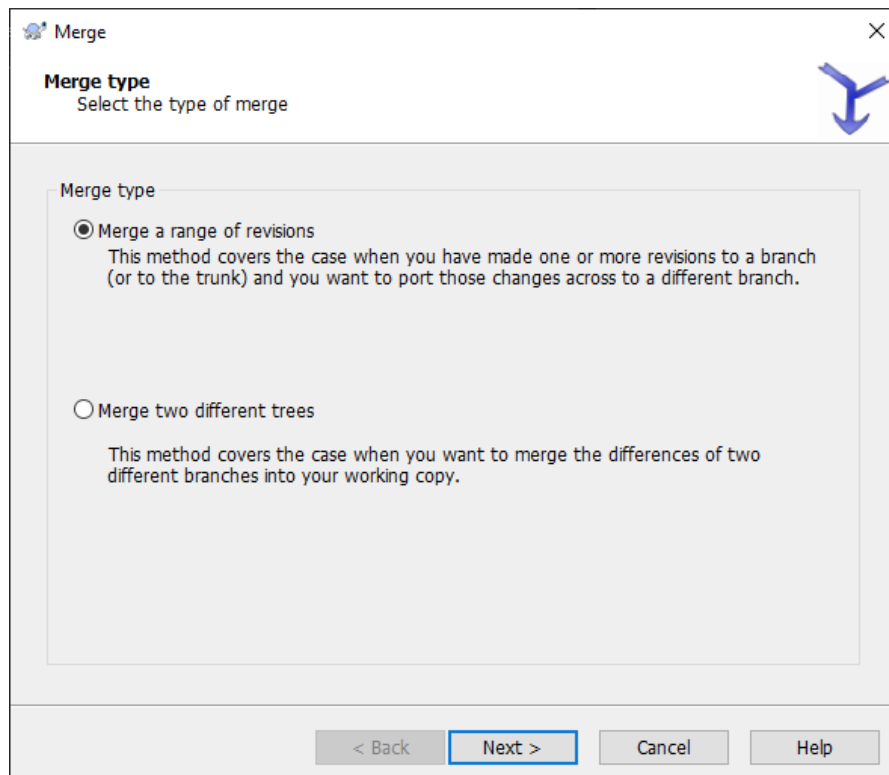 Merge
Merge type
Select the type of merge
Merge type
Merge a range of revisions
This method covers the case when you have made one or more revisions to a branch
(or to the trunk) and you want to port those changes across to a different branch.
Merge two different trees
This method covers the case when you want to merge the differences of two
different branches into your working copy.
< Back
Next >
Cancel
Help